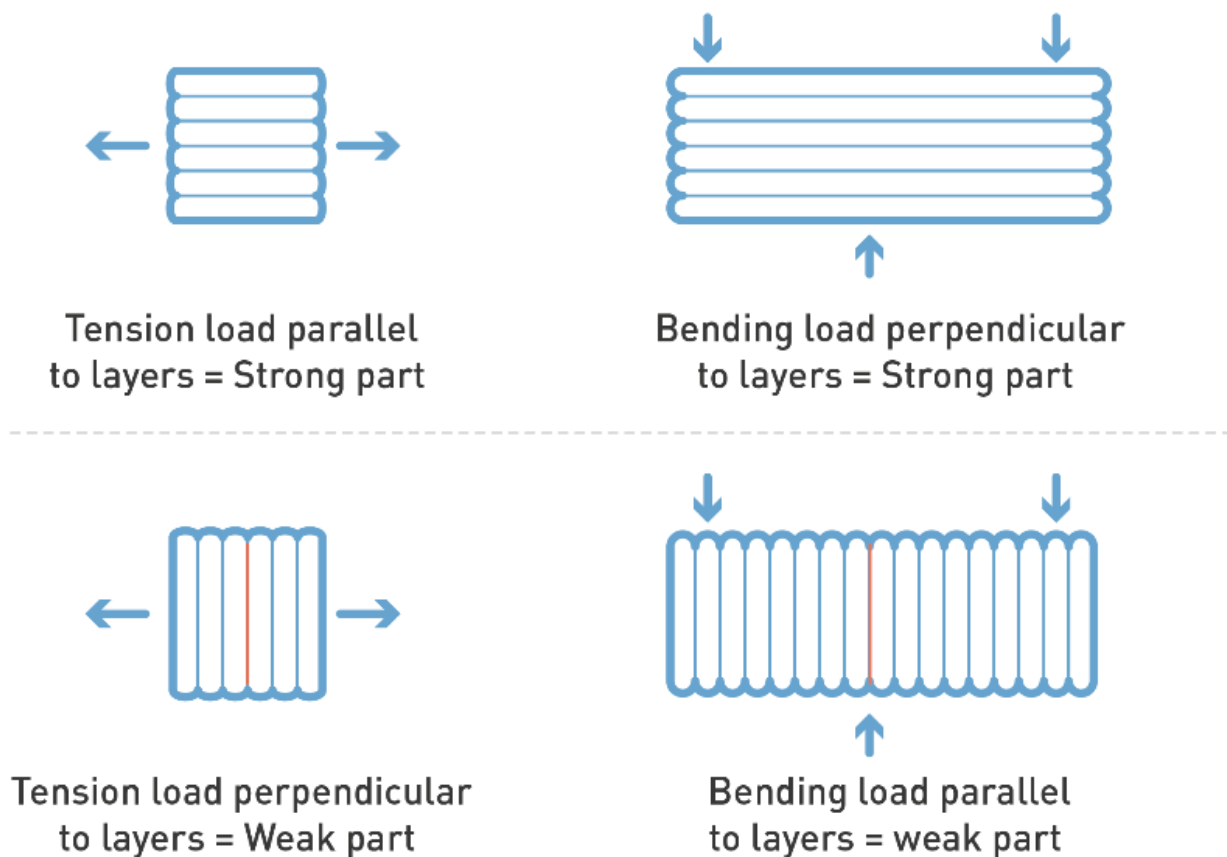 Tension load parallel
to layers = Strong part
Bending load perpendicular
to layers = Strong part
Tension load perpendicular
to layers = Weak part
Bending load parallel
to layers = weak part